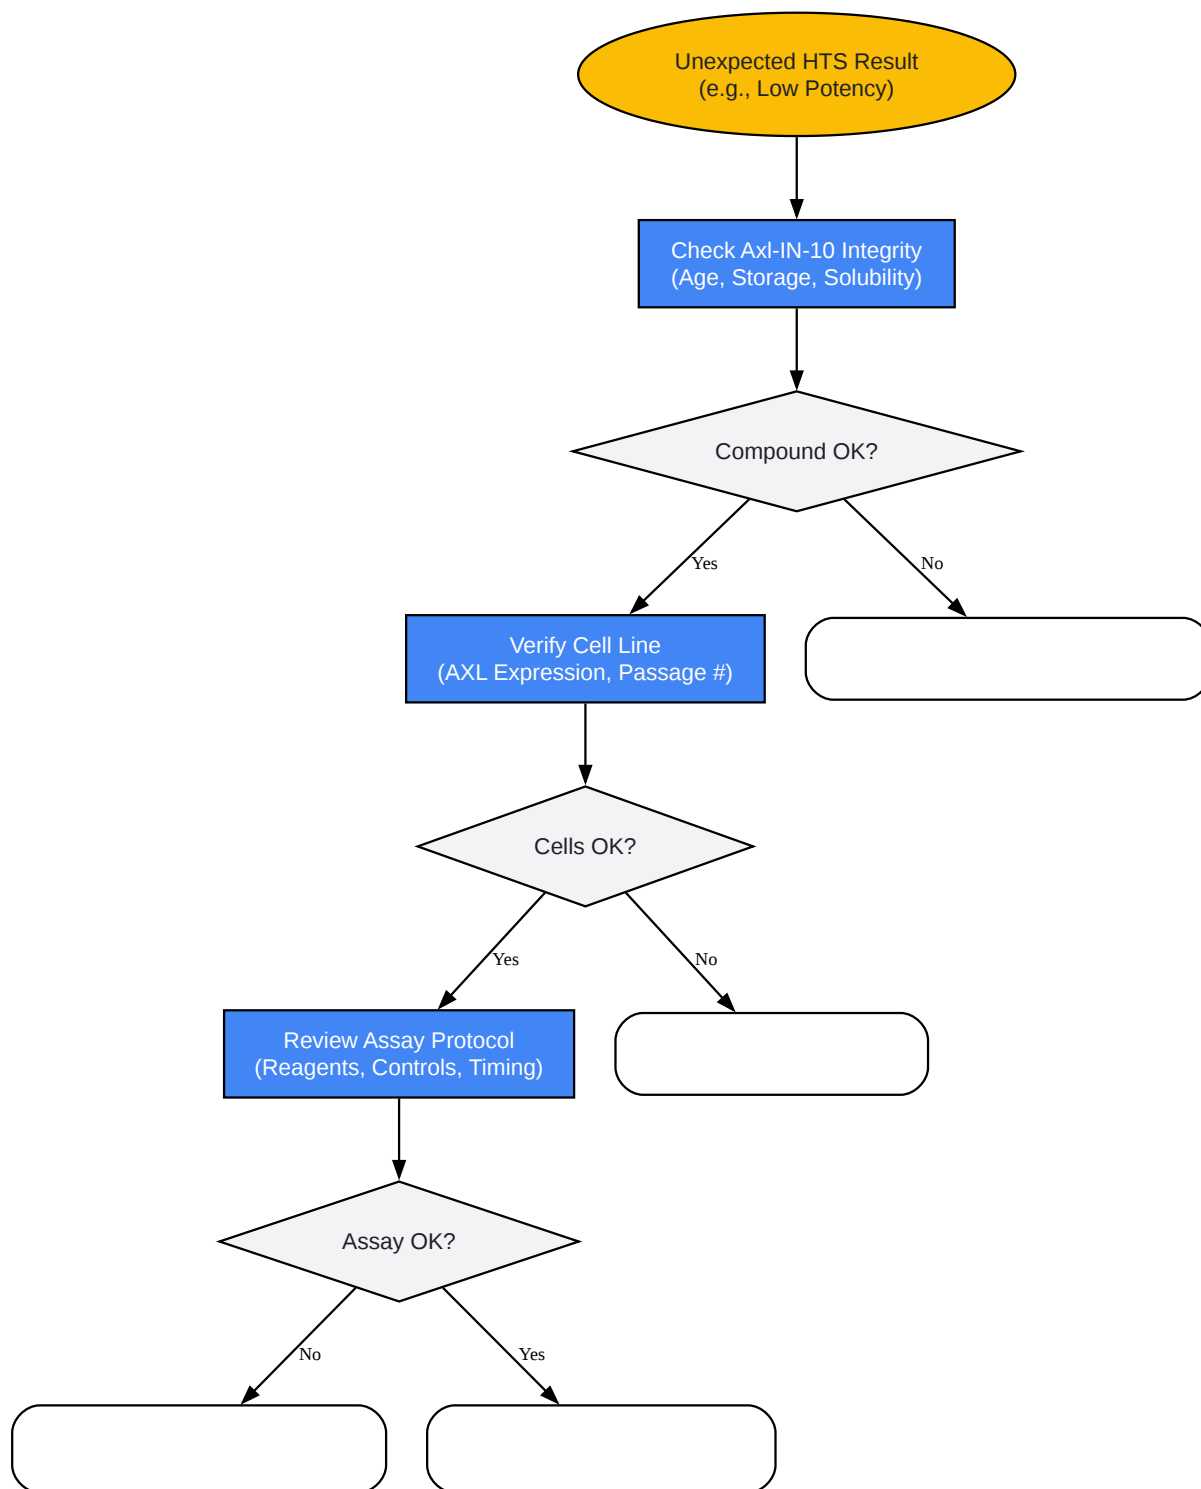 Unexpected HTS Result
(e.g., Low Potency)
Check Axl-IN-10 Integrity
(Age, Storage, Solubility)
Compound OK?
Yes
No
Verify Cell Line
(AXL Expression, Passage #)
Cells OK?
Yes
No
Review Assay Protocol
(Reagents, Controls, Timing)
Assay OK?
No
Yes